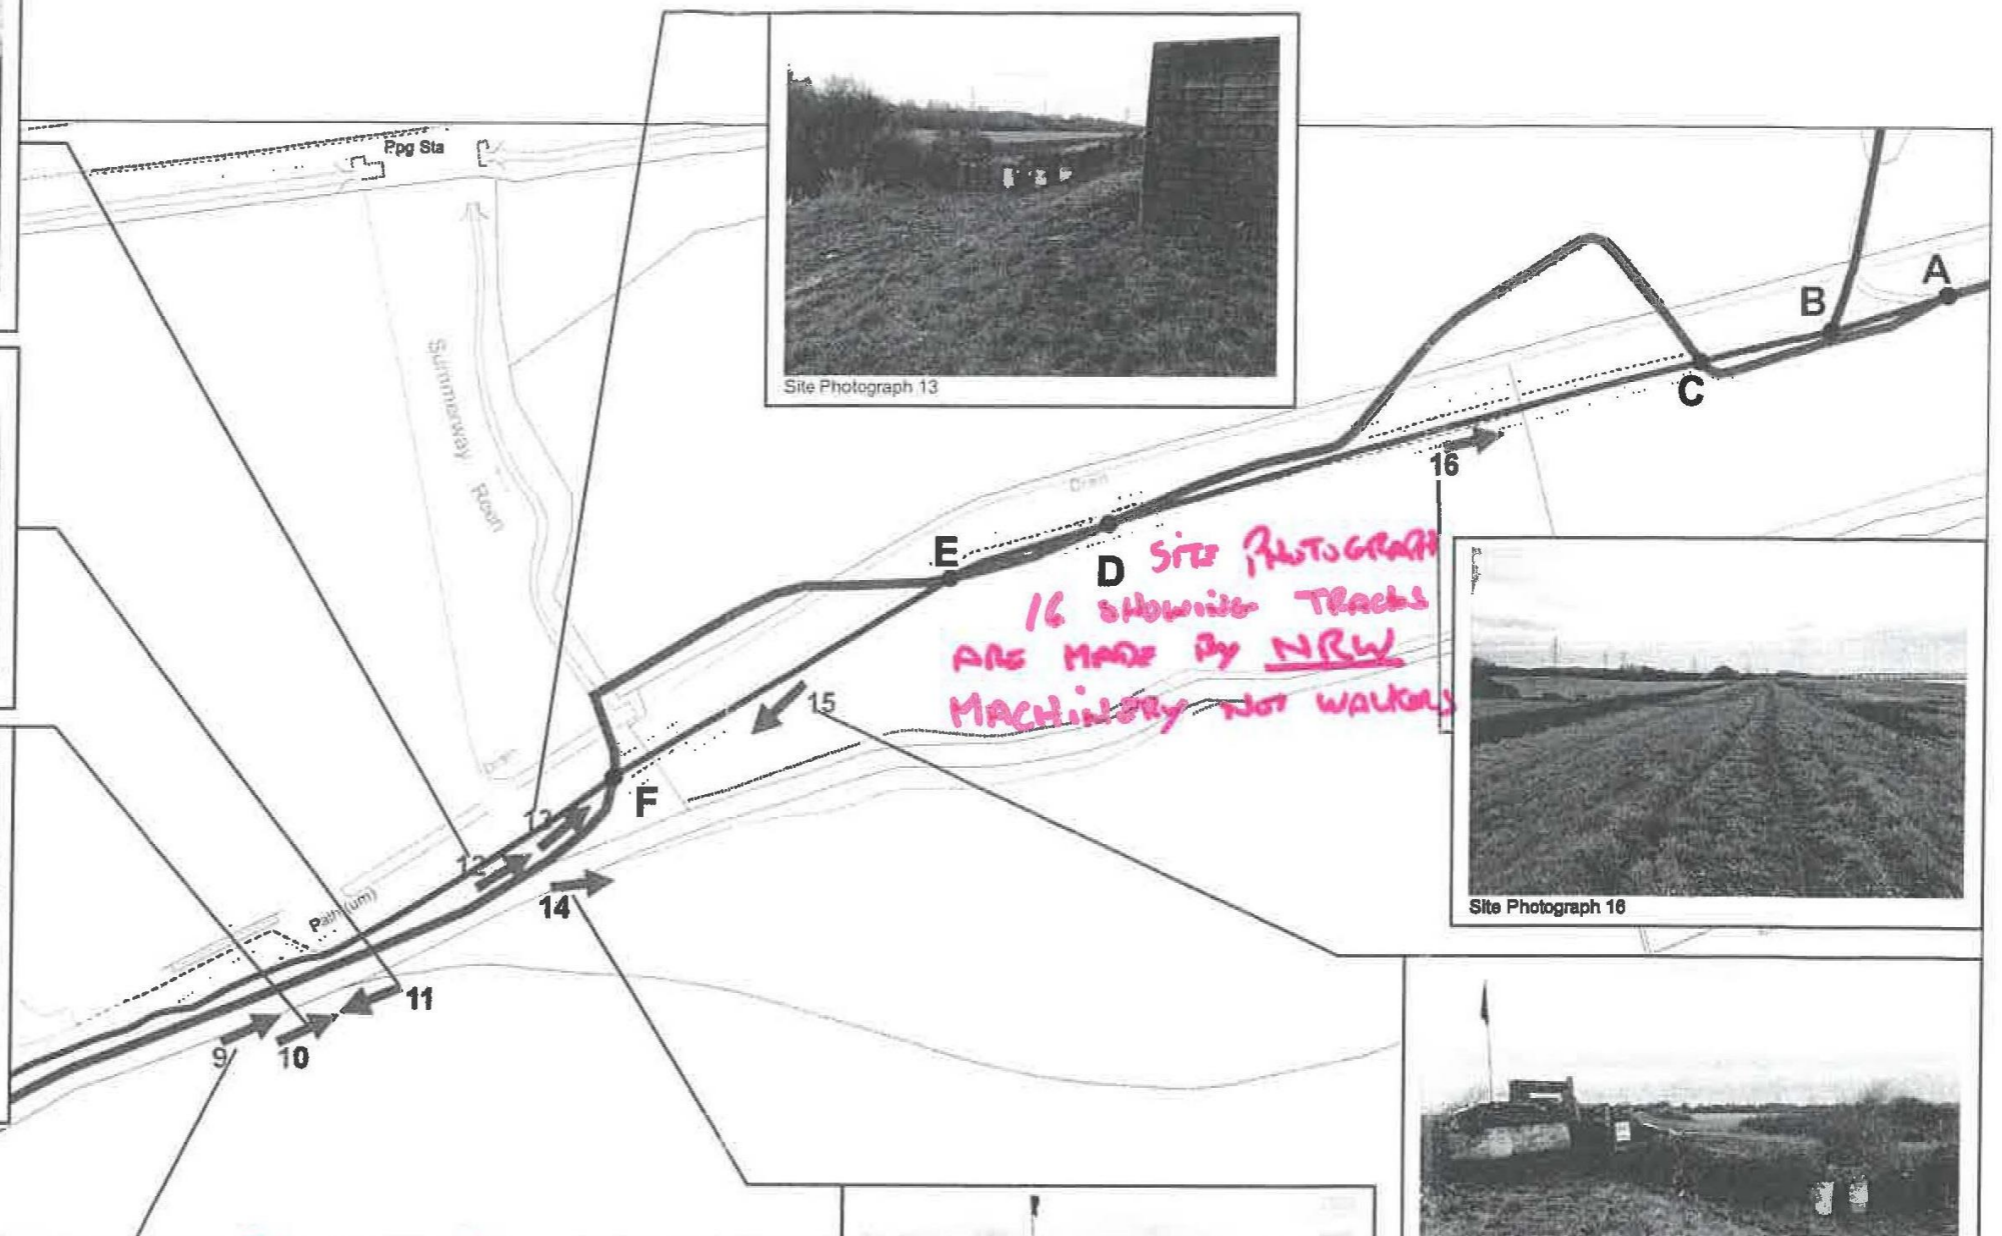 Ppg Sta
Summerway Reen
Site Photograph 13
A
B
C
16
Drain
E
D
SITE PHOTOGRAPH
16 SHOWING TRACKS
ARE MADE BY NRW
MACHINERY NOT WALKERS
15
Site Photograph 16
Drain
F
13
12
14
Path (um)
11
9
10